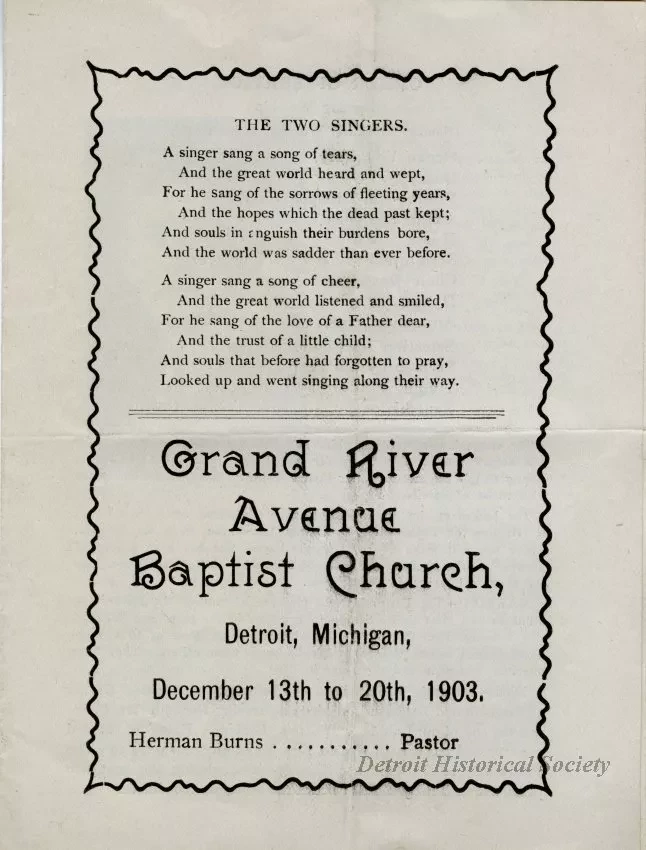 THE TWO SINGERS.
A singer sang a song of tears,
And the great world heard and wept,
For he sang of the sorrows of fleeting years,
And the hopes which the dead past kept;
And souls in anguish their burdens bore,
And the world was sadder than ever before.
A singer sang a song of cheer,
And the great world listened and smiled,
For he sang of the love of a Father dear,
And the trust of a little child;
And souls that before had forgotten to pray,
Looked up and went singing along their way.
Grand River
Avenue
Baptist Church,
Detroit, Michigan,
December 13th to 20th, 1903.
Herman Burns ........... Pastor
Detroit Historical Society